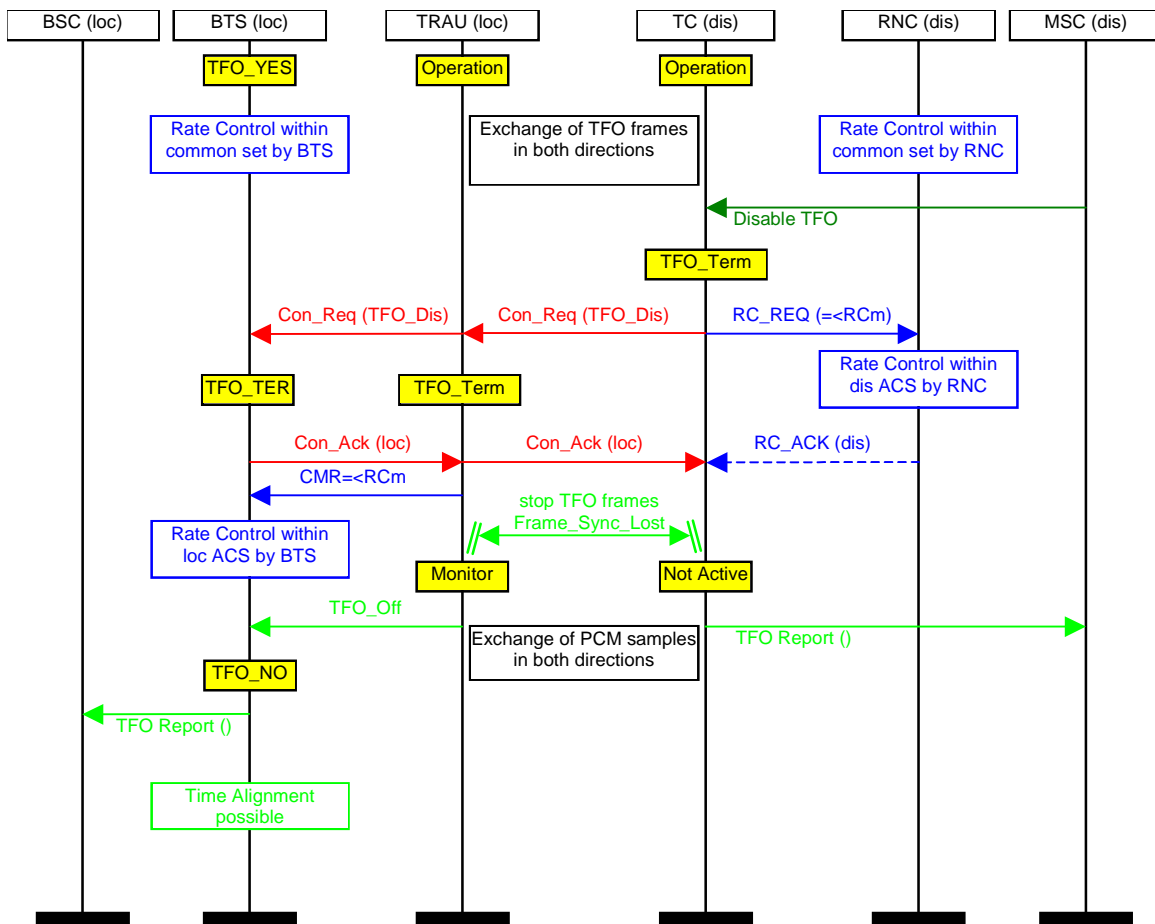 BSC (loc)
BTS (loc)
TRAU (loc)
TC (dis)
RNC (dis)
MSC (dis)
TFO_YES
Operation
Operation
Rate Control within
common set by BTS
Exchange of TFO frames
in both directions
Rate Control within
common set by RNC
Disable TFO
TFO_Term
Con_Req (TFO_Dis)
Con_Req (TFO_Dis)
RC_REQ (=<RCm)
Rate Control within
dis ACS by RNC
TFO_TER
TFO_Term
Con_Ack (loc)
Con_Ack (loc)
RC_ACK (dis)
CMR=<RCm
stop TFO frames
Frame_Sync_Lost
Rate Control within
loc ACS by BTS
Monitor
Not Active
TFO_Off
Exchange of PCM samples
in both directions
TFO Report ()
TFO_NO
TFO Report ()
Time Alignment
possible